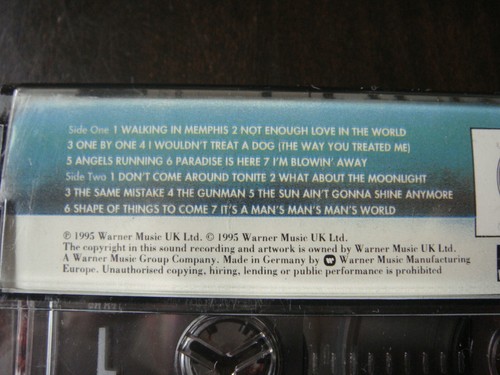 Side One 1 WALKING IN MEMPHIS 2 NOT ENOUGH LOVE IN THE WORLD
3 ONE BY ONE 4 I WOULDN'T TREAT A DOG (THE WAY YOU TREATED ME)
5 ANGELS RUNNING 6 PARADISE IS HERE 7 I'M BLOWIN' AWAY
Side Two 1 DON'T COME AROUND TONITE 2 WHAT ABOUT THE MOONLIGHT
3 THE SAME MISTAKE 4 THE GUNMAN 5 THE SUN AIN'T GONNA SHINE ANYMORE
6 SHAPE OF THINGS TO COME 7 IT'S A MAN'S MAN'S MAN'S WORLD
℗ 1995 Warner Music UK Ltd. © 1995 Warner Music UK Ltd.
The copyright in this sound recording and artwork is owned by Warner Music UK Ltd.
A Warner Music Group Company. Made in Germany by Warner Music Manufacturing
Europe. Unauthorised copying, hiring, lending or public performance is prohibited
L